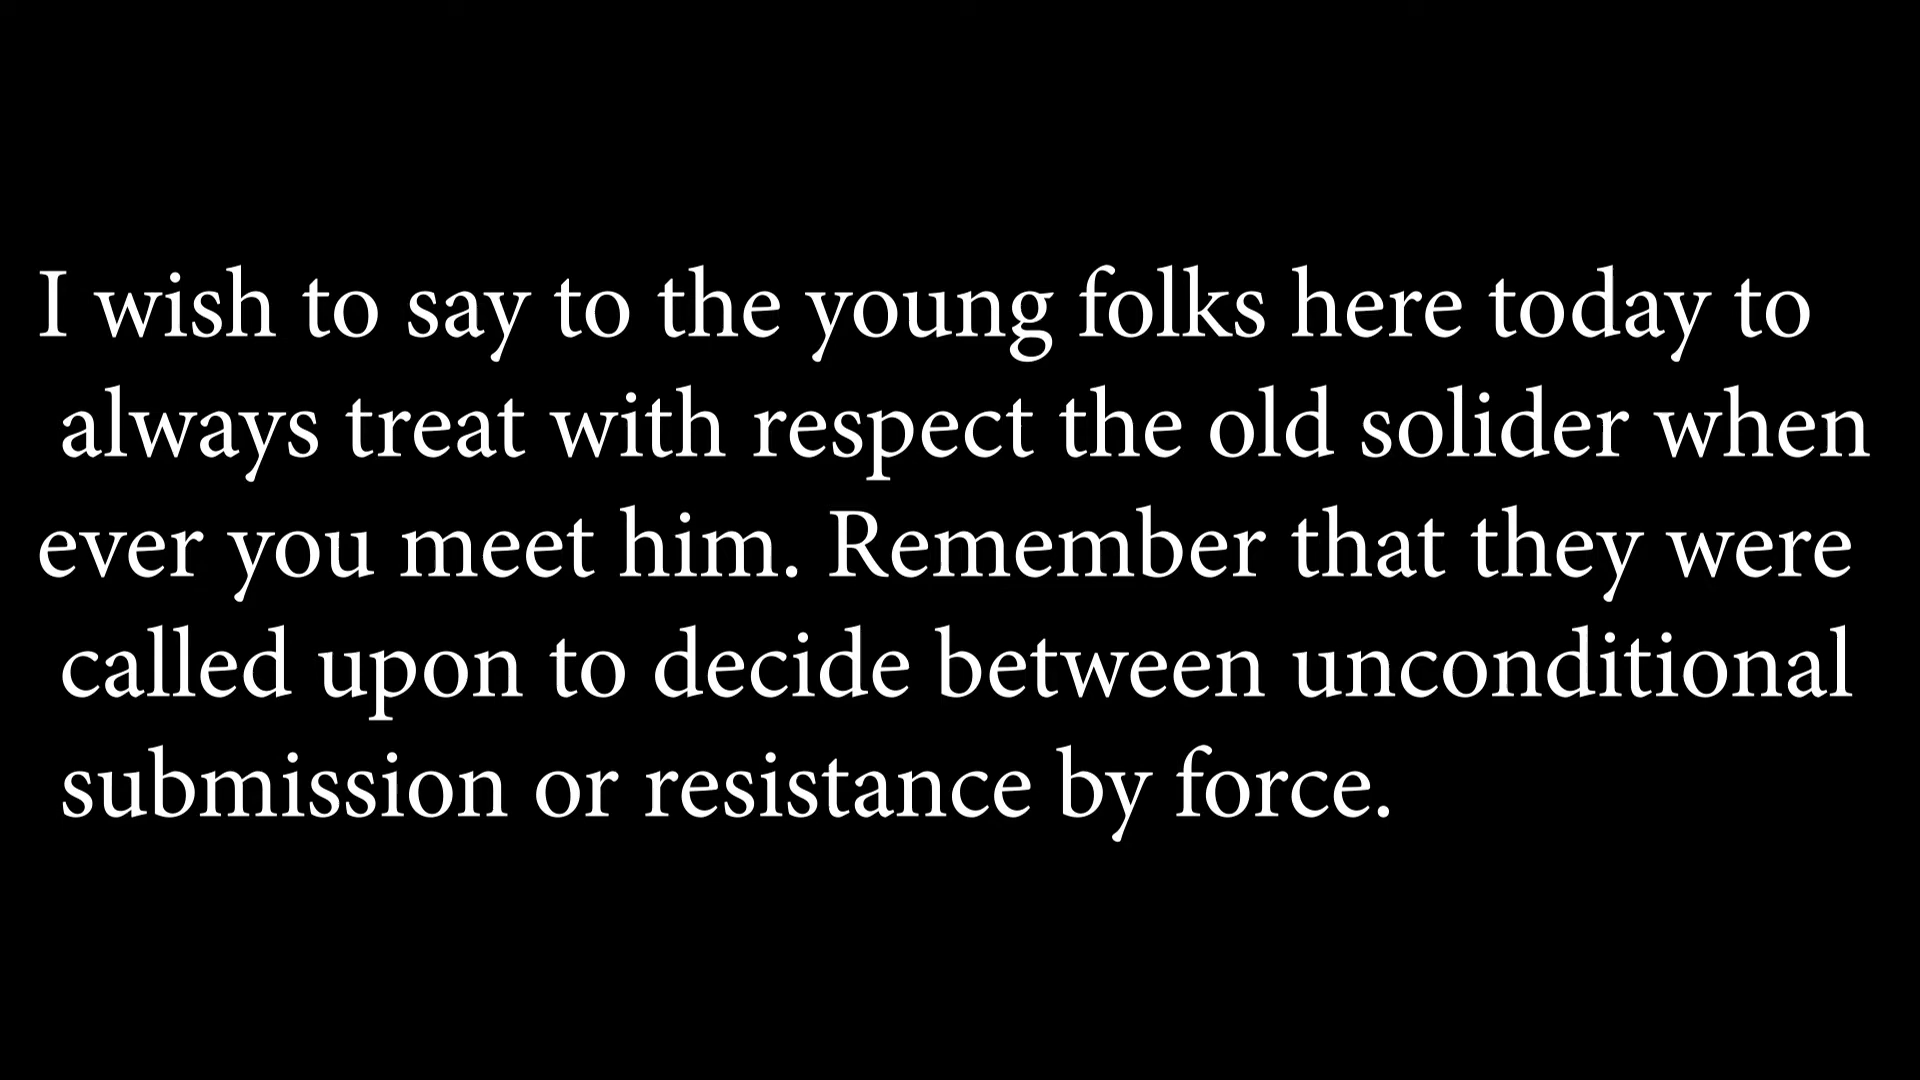 I wish to say to the young folks here today to
always treat with respect the old solider when
ever you meet him. Remember that they were
called upon to decide between unconditional
submission or resistance by force.